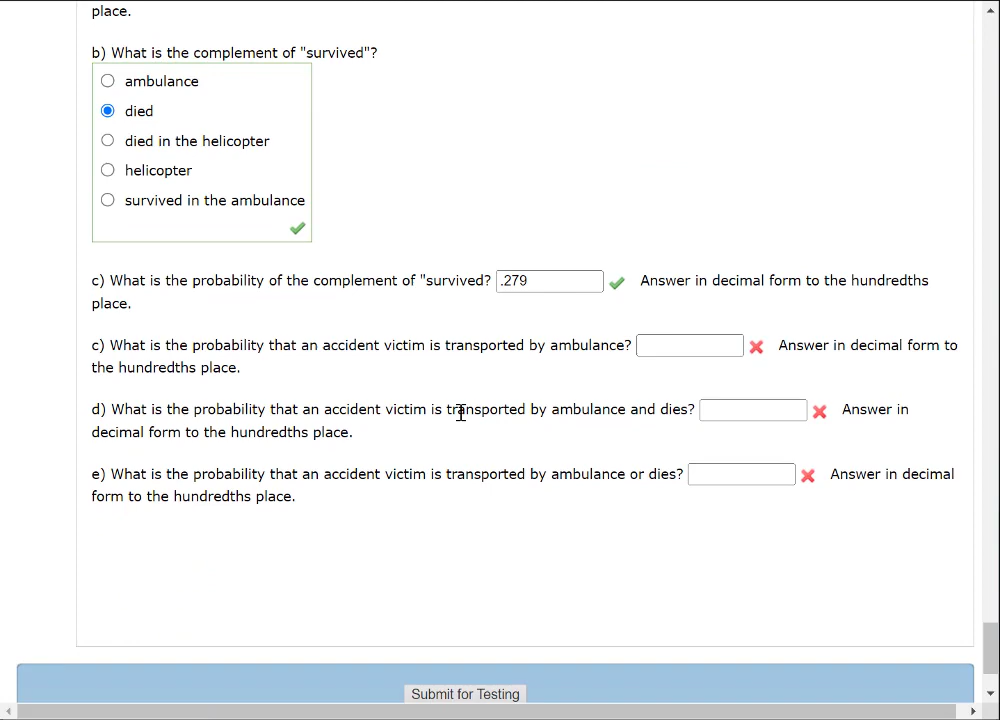 place.
b) What is the complement of "survived"?
ambulance
died
died in the helicopter
helicopter
survived in the ambulance
c) What is the probability of the complement of "survived? .279 Answer in decimal form to the hundredths
place.
c) What is the probability that an accident victim is transported by ambulance? Answer in decimal form to
the hundredths place.
d) What is the probability that an accident victim is transported by ambulance and dies? Answer in
decimal form to the hundredths place.
e) What is the probability that an accident victim is transported by ambulance or dies? Answer in decimal
form to the hundredths place.
Submit for Testing